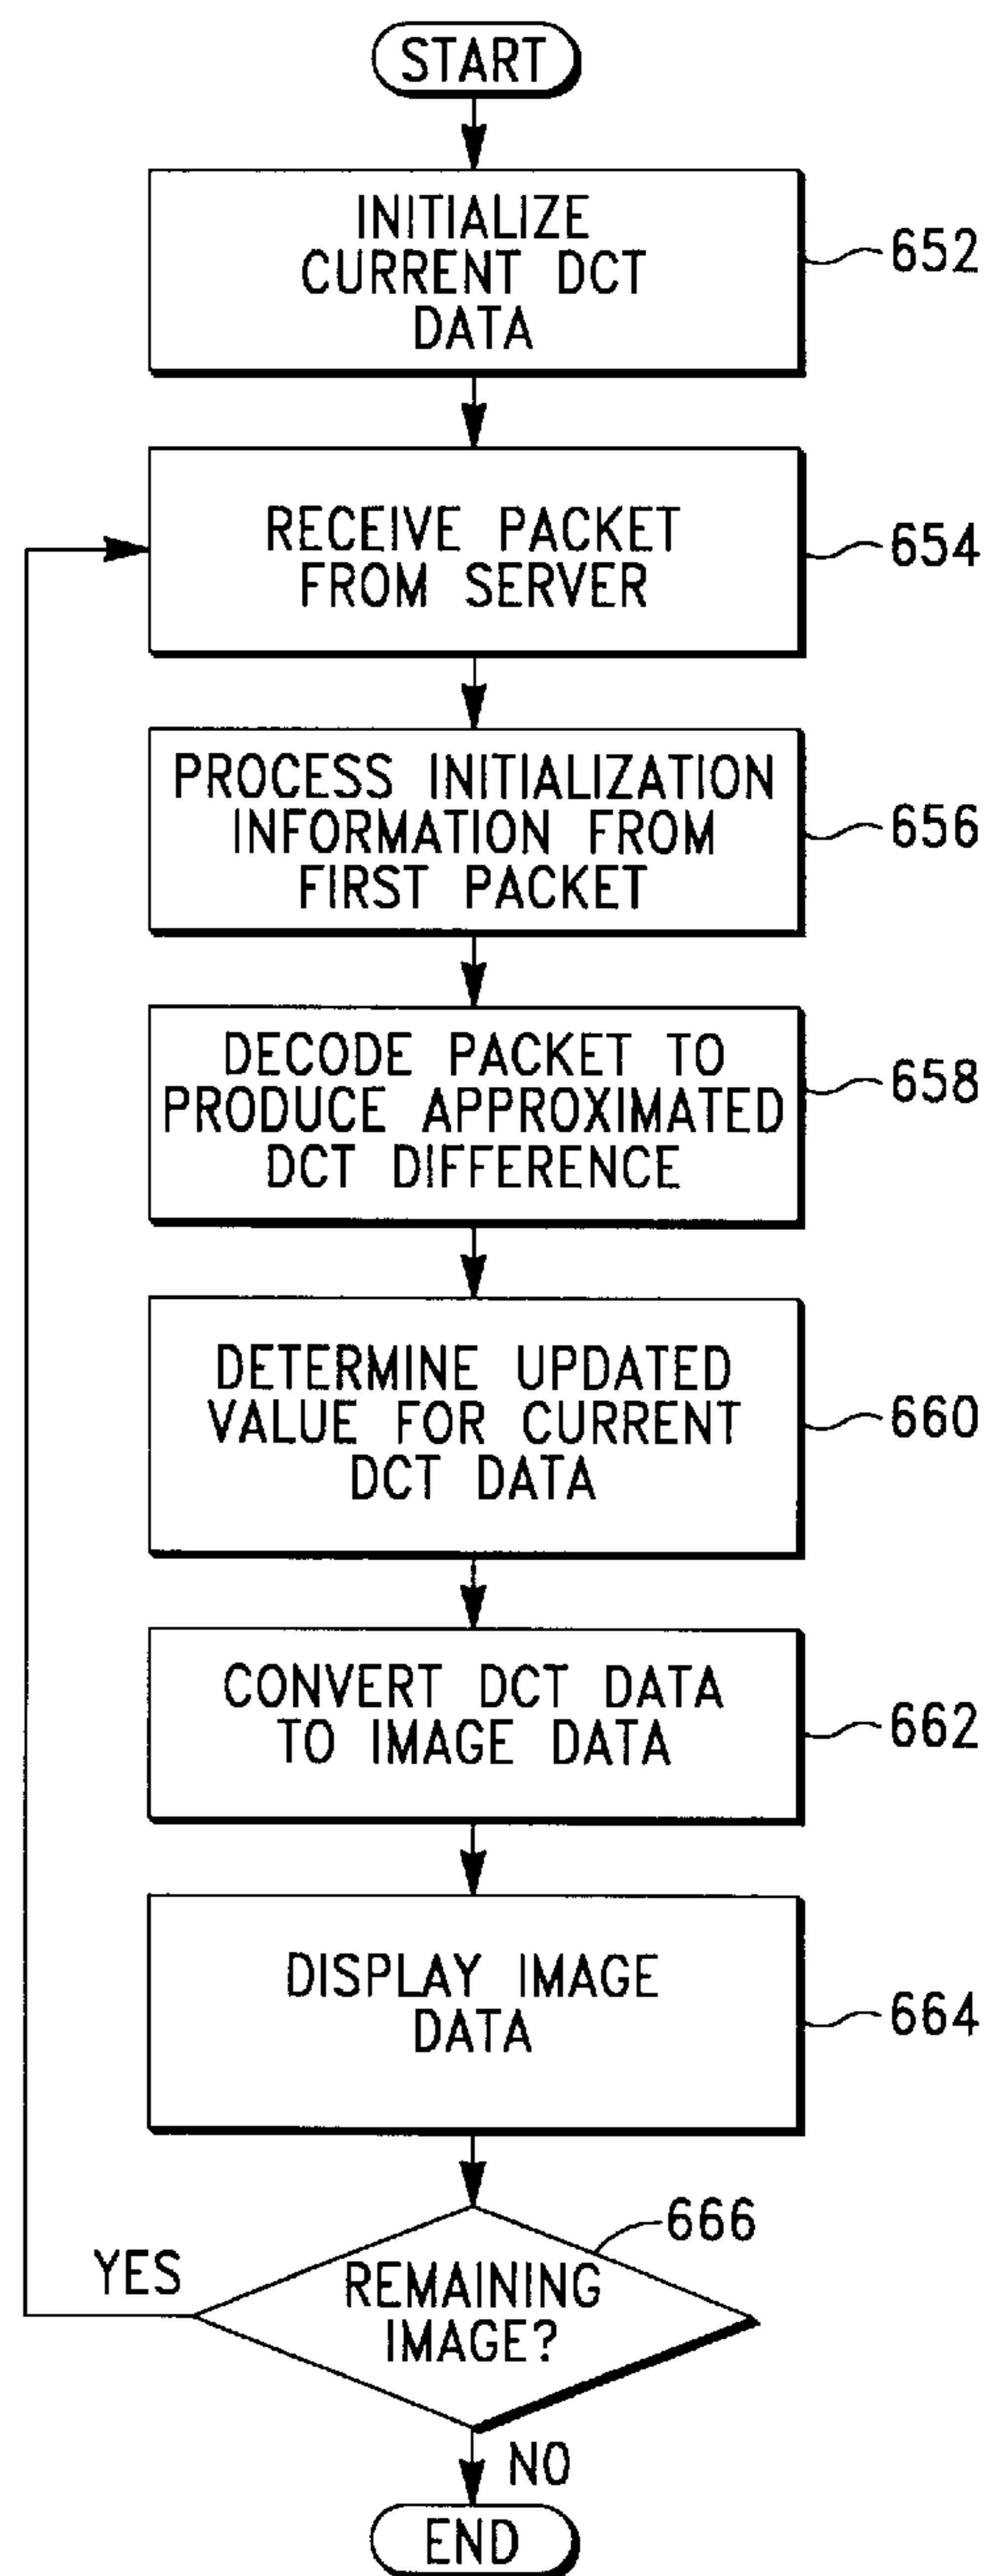 START
INITIALIZE
CURRENT DCT
DATA
652
RECEIVE PACKET
FROM SERVER
654
PROCESS INITIALIZATION
INFORMATION FROM
FIRST PACKET
656
DECODE PACKET TO
PRODUCE APPROXIMATED
DCT DIFFERENCE
658
DETERMINE UPDATED
VALUE FOR CURRENT
DCT DATA
660
CONVERT DCT DATA
TO IMAGE DATA
662
DISPLAY IMAGE
DATA
664
666
YES
REMAINING
IMAGE?
NO
END